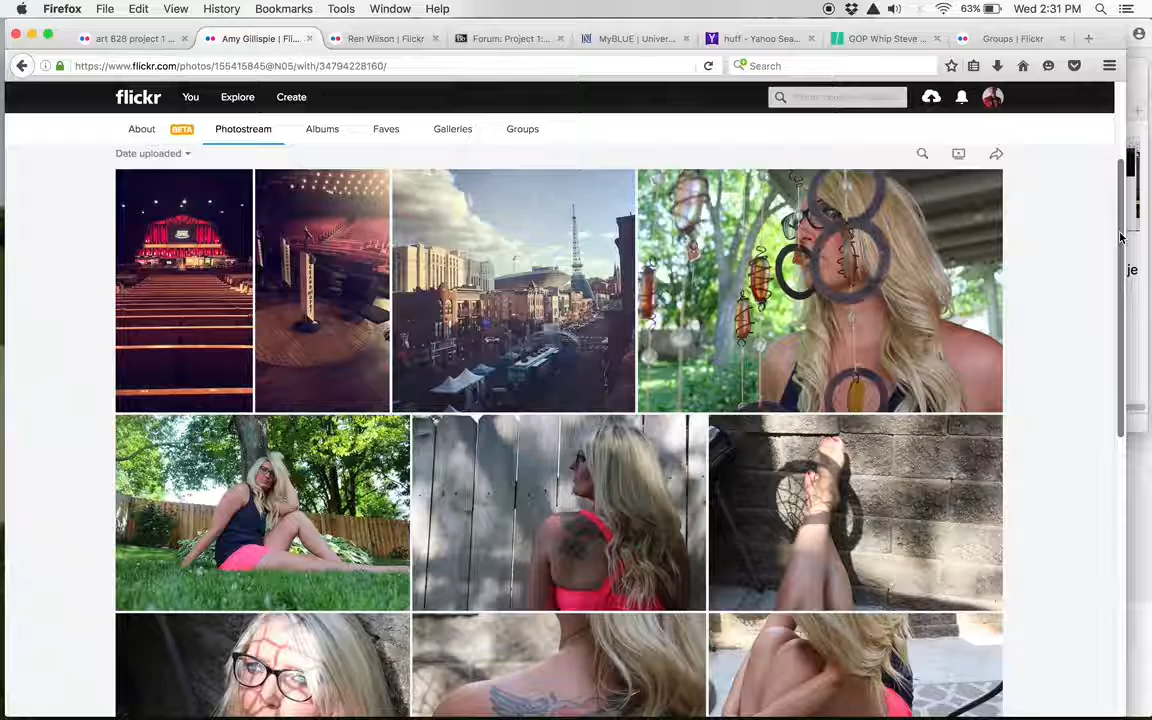 Firefox File Edit View History Bookmarks Tools Window Help 63% Wed 2:31 PM
art 828 project 1 Amy Gillispie | Fli... Ren Wilson | Flickr Forum: Project 1:... MyBLUE | Univer... huff - Yahoo Sea... GOP Whip Steve ... Groups | Flickr
https://www.flickr.com/photos/155415845@N05/with/34794228160/ Search
flickr You Explore Create
About BETA Photostream Albums Faves Galleries Groups
Date uploaded
je